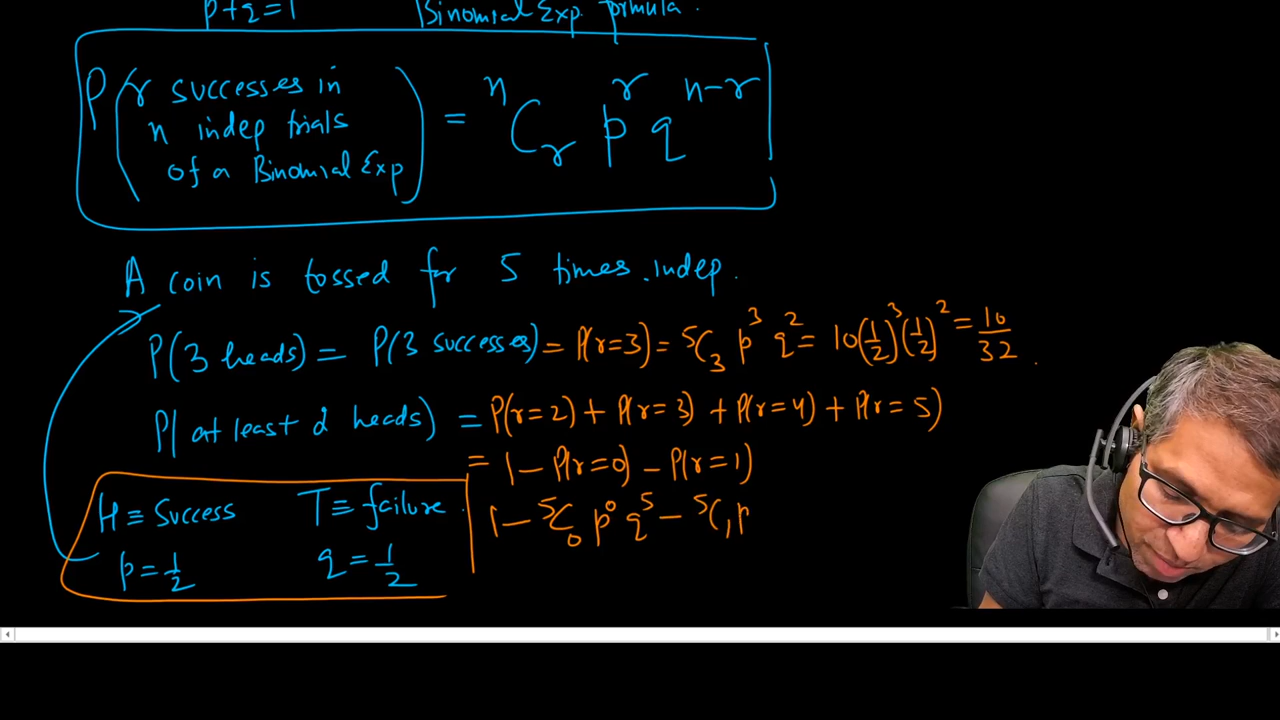 p+q=1 Binomial Exp. formula.
P(r successes in n indep trials of a Binomial Exp) = ⁿCᵣ pʳ qⁿ⁻ʳ
A coin is tossed for 5 times indep.
P(3 heads) = P(3 successes) = P(r=3) = ⁵C₃ p³ q² = 10(1/2)³(1/2)² = 10/32
P(at least 2 heads) = P(r=2) + P(r=3) + P(r=4) + P(r=5)
= 1 − P(r=0) − P(r=1)
H ≡ Success T ≡ failure. 1 − ⁵C₀ p⁰ q⁵ − ⁵C₁ p
p = 1/2 q = 1/2